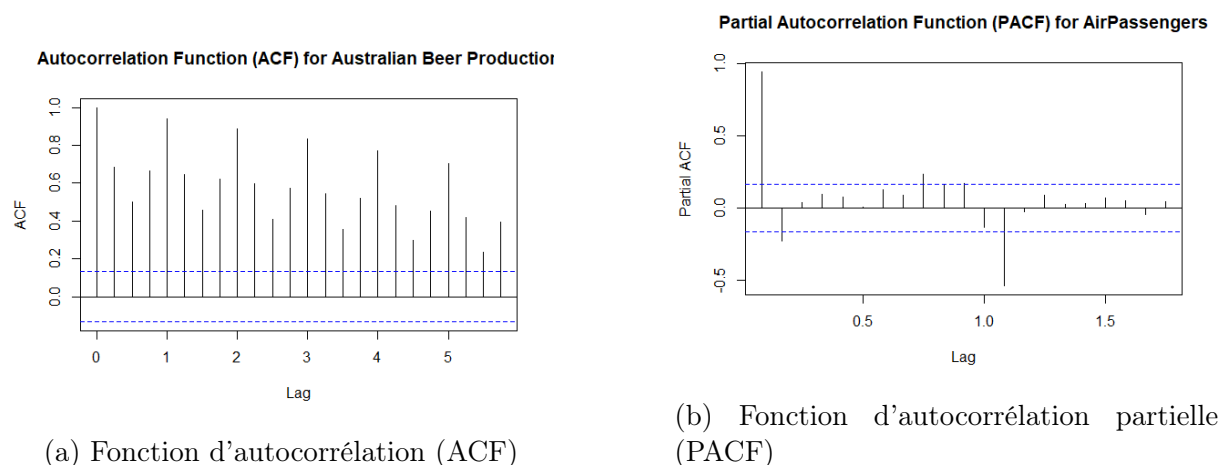 Autocorrelation Function (ACF) for Australian Beer Production
ACF
1.0
0.8
0.6
0.4
0.2
0.0
0 1 2 3 4 5
Lag
(a) Fonction d'autocorrélation (ACF)
Partial Autocorrelation Function (PACF) for AirPassengers
Partial ACF
1.0
0.5
0.0
-0.5
0.5 1.0 1.5
Lag
(b) Fonction d'autocorrélation partielle
(PACF)